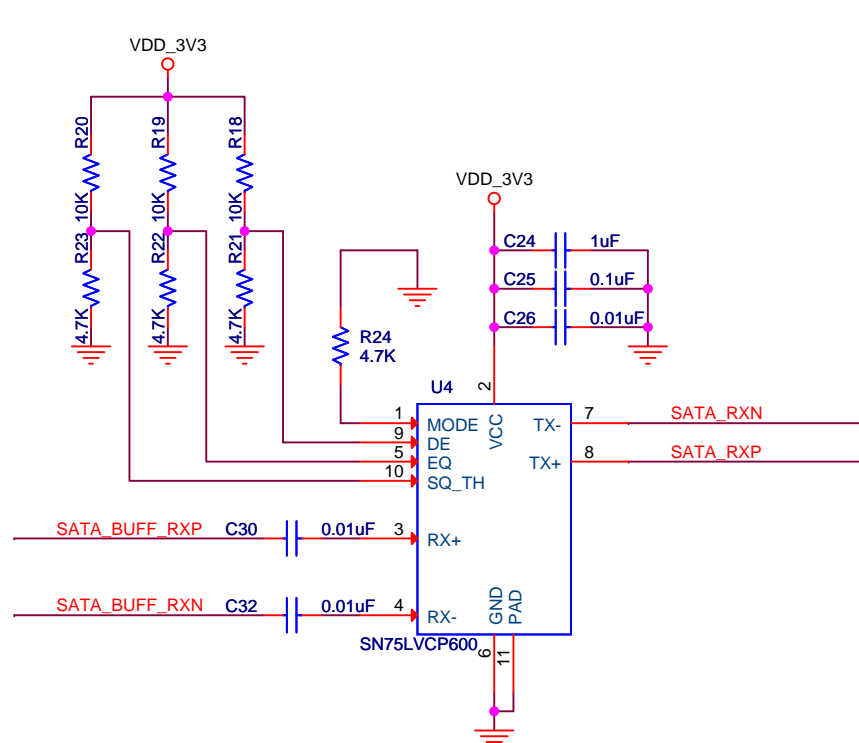 VDD_3V3
R20
R19
R18
10K
10K
10K
R23
R22
R21
4.7K
4.7K
4.7K
VDD_3V3
C24
1uF
C25
0.1uF
C26
0.01uF
R24
4.7K
U4
2
1
MODE
VCC
TX-
7
SATA_RXN
9
DE
5
EQ
TX+
8
SATA_RXP
10
SQ_TH
SATA_BUFF_RXP
C30
0.01uF
3
RX+
SATA_BUFF_RXN
C32
0.01uF
4
RX-
GND
PAD
SN75LVCP600
6
11